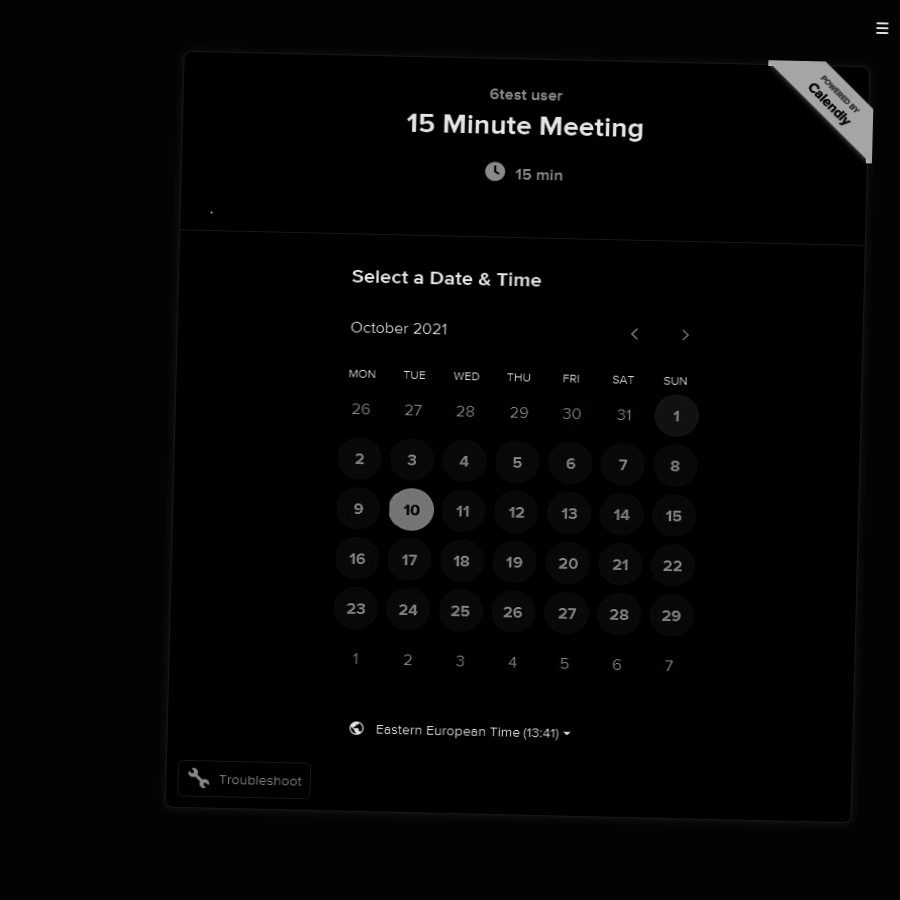 POWERED BY
Calendly
6test user
15 Minute Meeting
15 min
Select a Date & Time
October 2021
MON TUE WED THU FRI SAT SUN
26 27 28 29 30 31 1
2 3 4 5 6 7 8
9 10 11 12 13 14 15
16 17 18 19 20 21 22
23 24 25 26 27 28 29
1 2 3 4 5 6 7
Eastern European Time (13:41)
Troubleshoot